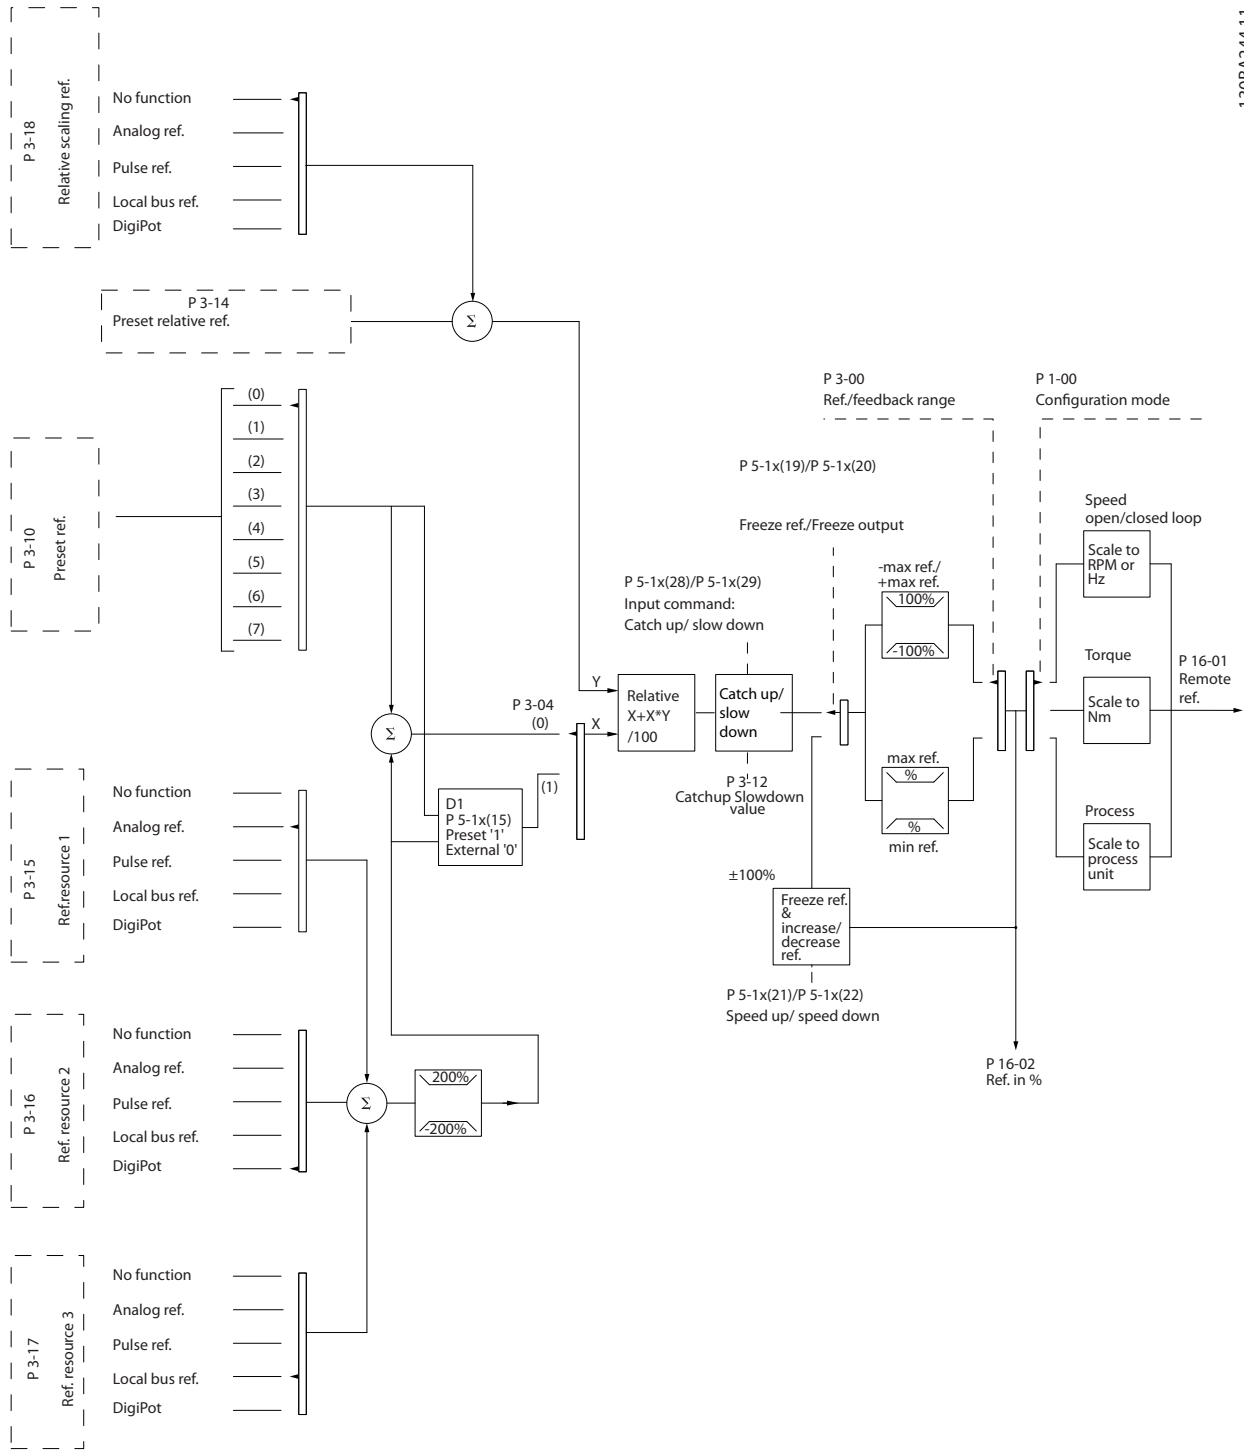 130BA244.11
P 3-18
Relative scaling ref.
No function
Analog ref.
Pulse ref.
Local bus ref.
DigiPot
P 3-14
Preset relative ref.
Σ
P 3-10
Preset ref.
(0)
(1)
(2)
(3)
(4)
(5)
(6)
(7)
P 3-00
Ref./feedback range
P 1-00
Configuration mode
P 5-1x(19)/P 5-1x(20)
Freeze ref./Freeze output
Speed
open/closed loop
Scale to
RPM or
Hz
-max ref./
+max ref.
100%
-100%
P 5-1x(28)/P 5-1x(29)
Input command:
Catch up/ slow down
Y
X
Relative
X+X*Y
/100
Catch up/
slow
down
P 3-12
Catchup Slowdown
value
Torque
Scale to
Nm
P 16-01
Remote
ref.
P 3-04
(0)
(1)
Σ
D1
P 5-1x(15)
Preset '1'
External '0'
max ref.
%
%
min ref.
Process
Scale to
process
unit
±100%
Freeze ref.
&
increase/
decrease
ref.
P 5-1x(21)/P 5-1x(22)
Speed up/ speed down
P 16-02
Ref. in %
P 3-15
Ref.resource 1
No function
Analog ref.
Pulse ref.
Local bus ref.
DigiPot
P 3-16
Ref. resource 2
No function
Analog ref.
Pulse ref.
Local bus ref.
DigiPot
Σ
200%
-200%
P 3-17
Ref. resource 3
No function
Analog ref.
Pulse ref.
Local bus ref.
DigiPot